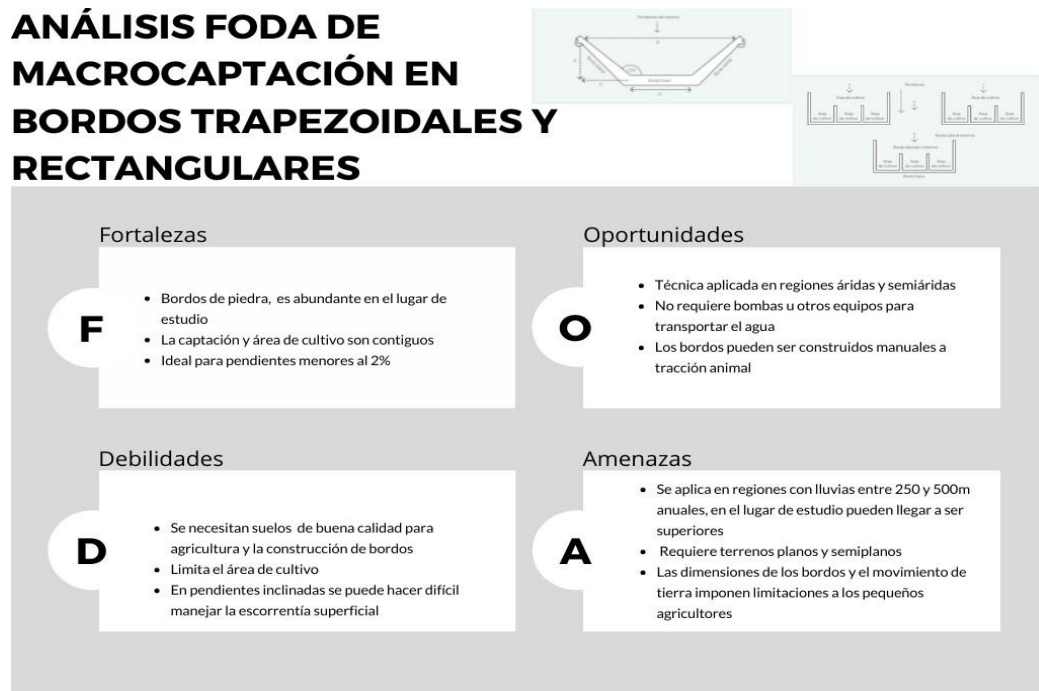 ANÁLISIS FODA DE
MACROCAPTACIÓN EN
BORDOS TRAPEZOIDALES Y
RECTANGULARES
Fortalezas
F
• Bordos de piedra, es abundante en el lugar de
estudio
• La captación y área de cultivo son contiguos
• Ideal para pendientes menores al 2%
Oportunidades
O
• Técnica aplicada en regiones áridas y semiáridas
• No requiere bombas u otros equipos para
transportar el agua
• Los bordos pueden ser construidos manuales a
tracción animal
Debilidades
D
• Se necesitan suelos de buena calidad para
agricultura y la construcción de bordos
• Limita el área de cultivo
• En pendientes inclinadas se puede hacer difícil
manejar la escorrentía superficial
Amenazas
A
• Se aplica en regiones con lluvias entre 250 y 500m
anuales, en el lugar de estudio pueden llegar a ser
superiores
• Requiere terrenos planos y semiplanos
• Las dimensiones de los bordos y el movimiento de
tierra imponen limitaciones a los pequeños
agricultores